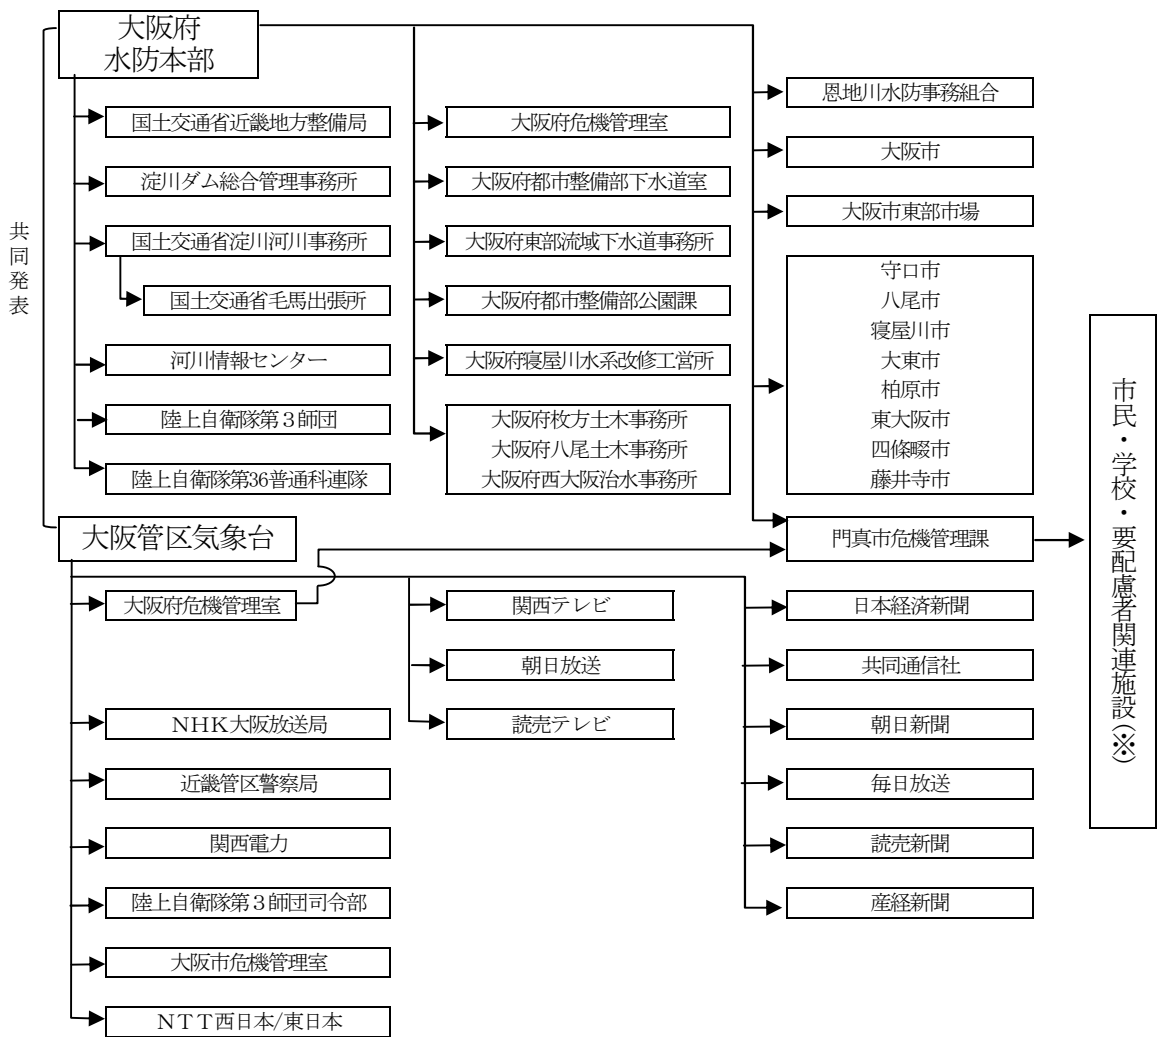 大阪府
水防本部
共同発表
国土交通省近畿地方整備局
淀川ダム総合管理事務所
国土交通省淀川河川事務所
国土交通省毛馬出張所
河川情報センター
陸上自衛隊第３師団
陸上自衛隊第36普通科連隊
大阪府危機管理室
大阪府都市整備部下水道室
大阪府東部流域下水道事務所
大阪府都市整備部公園課
大阪府寝屋川水系改修工営所
大阪府枚方土木事務所
大阪府八尾土木事務所
大阪府西大阪治水事務所
恩地川水防事務組合
大阪市
大阪市東部市場
守口市
八尾市
寝屋川市
大東市
柏原市
東大阪市
四條畷市
藤井寺市
門真市危機管理課
市民・学校・要配慮者関連施設(※)
大阪管区気象台
大阪府危機管理室
ＮＨＫ大阪放送局
近畿管区警察局
関西電力
陸上自衛隊第３師団司令部
大阪市危機管理室
ＮＴＴ西日本/東日本
関西テレビ
朝日放送
読売テレビ
日本経済新聞
共同通信社
朝日新聞
毎日放送
読売新聞
産経新聞